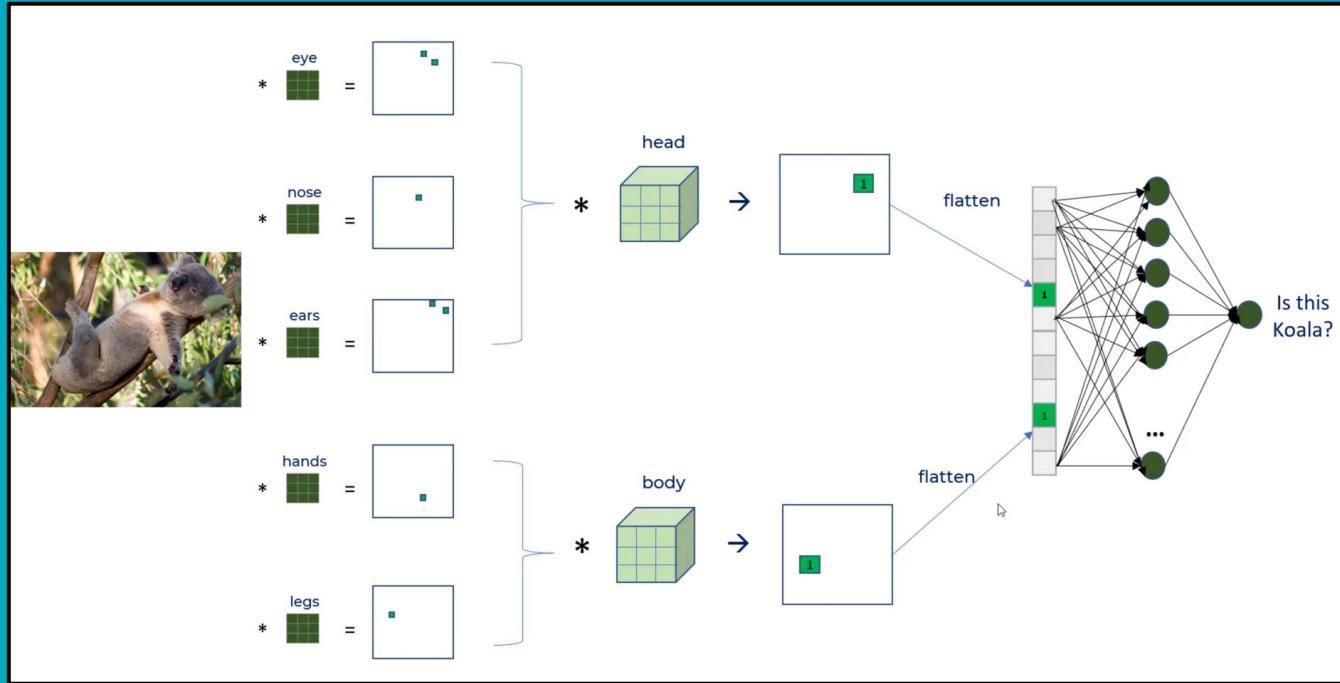 eye
* =
nose
* =
ears
* =
hands
* =
legs
* =
head
* → 1
body
* → 1
flatten
flatten
1
1
...
Is this
Koala?